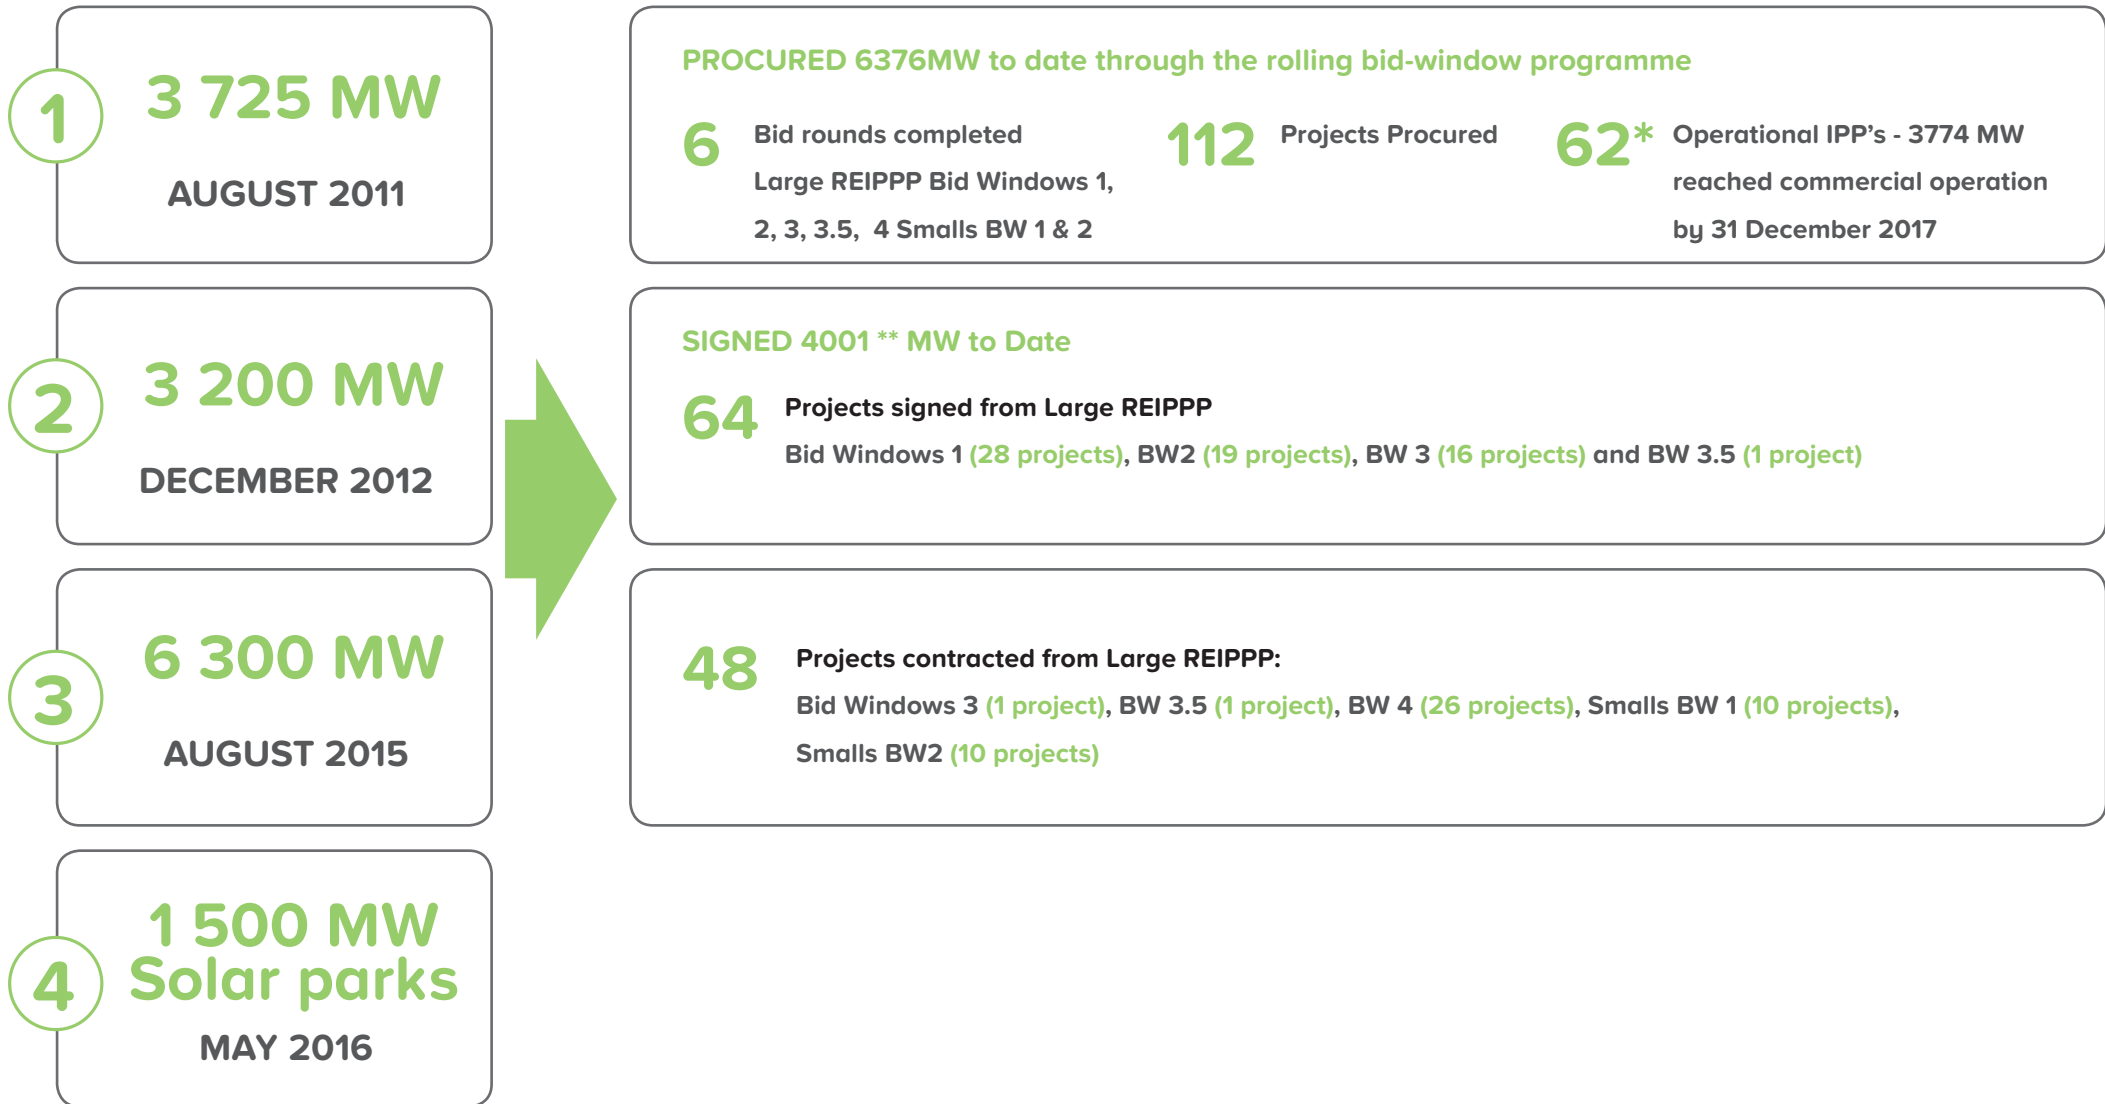 1
3 725 MW
AUGUST 2011
2
3 200 MW
DECEMBER 2012
3
6 300 MW
AUGUST 2015
4
1 500 MW
Solar parks
MAY 2016
PROCURED 6376MW to date through the rolling bid-window programme
6
Bid rounds completed
Large REIPPP Bid Windows 1,
2, 3, 3.5, 4 Smalls BW 1 & 2
112
Projects Procured
62*
Operational IPP's - 3774 MW
reached commercial operation
by 31 December 2017
SIGNED 4001 ** MW to Date
64
Projects signed from Large REIPPP
Bid Windows 1 (28 projects), BW2 (19 projects), BW 3 (16 projects) and BW 3.5 (1 project)
48
Projects contracted from Large REIPPP:
Bid Windows 3 (1 project), BW 3.5 (1 project), BW 4 (26 projects), Smalls BW 1 (10 projects),
Smalls BW2 (10 projects)